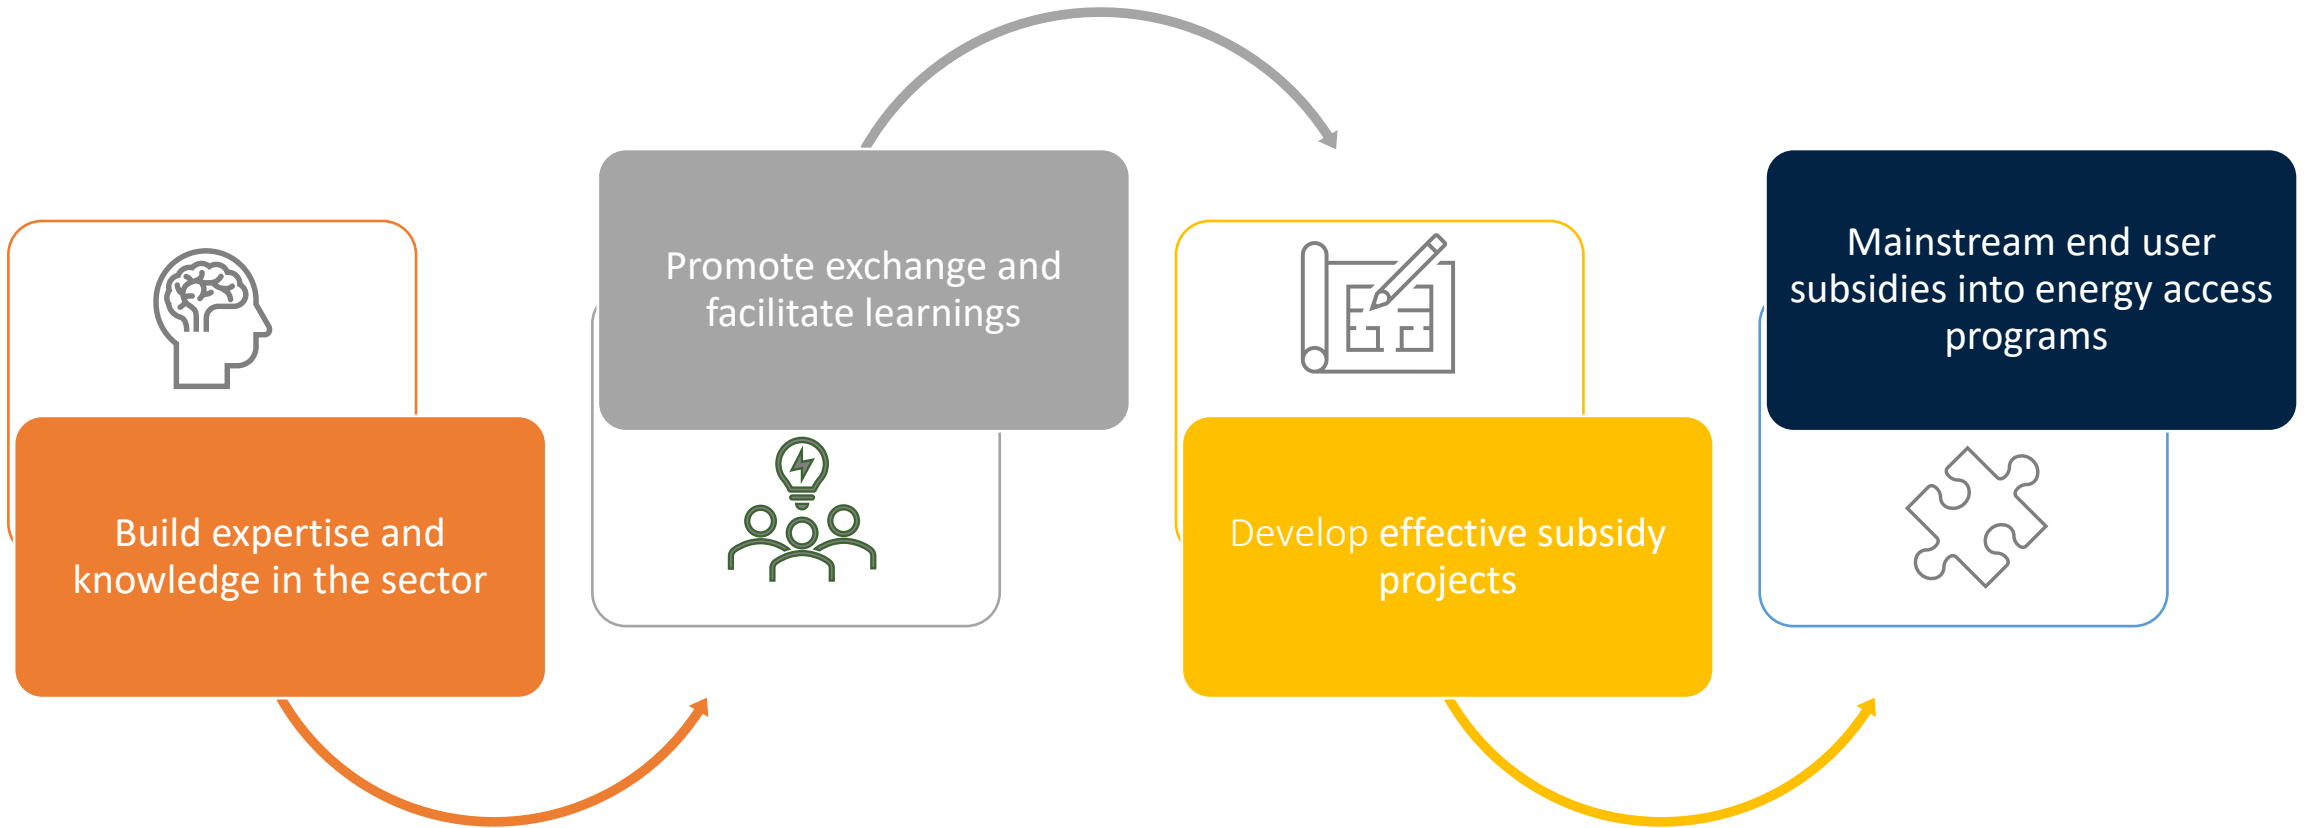 Build expertise and
knowledge in the sector
Promote exchange and
facilitate learnings
Develop effective subsidy
projects
Mainstream end user
subsidies into energy access
programs